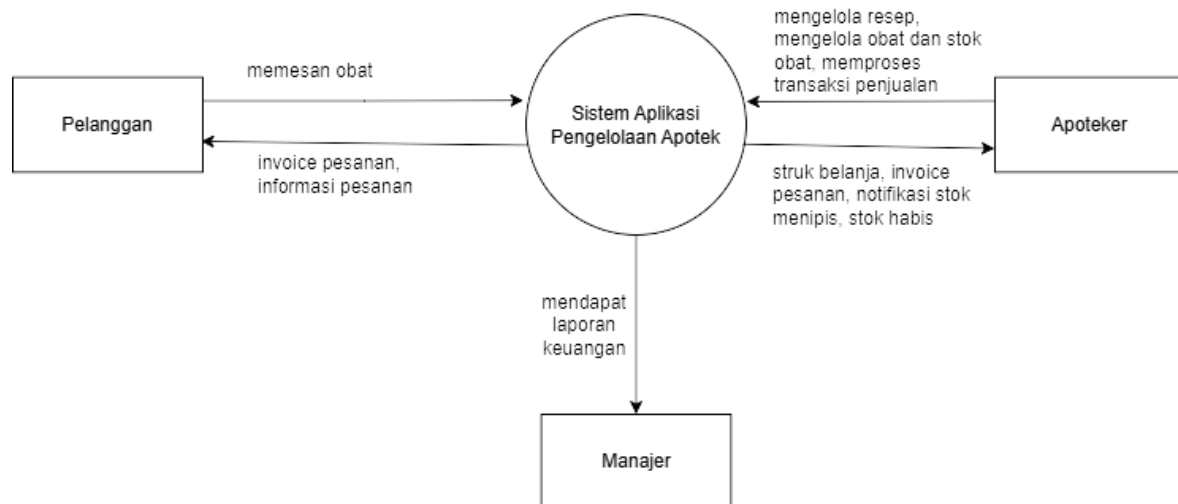 mengelola resep,
mengelola obat dan stok
obat, memproses
transaksi penjualan
memesan obat
Pelanggan
Sistem Aplikasi
Pengelolaan Apotek
Apoteker
invoice pesanan,
informasi pesanan
struk belanja, invoice
pesanan, notifikasi stok
menipis, stok habis
mendapat
laporan
keuangan
Manajer